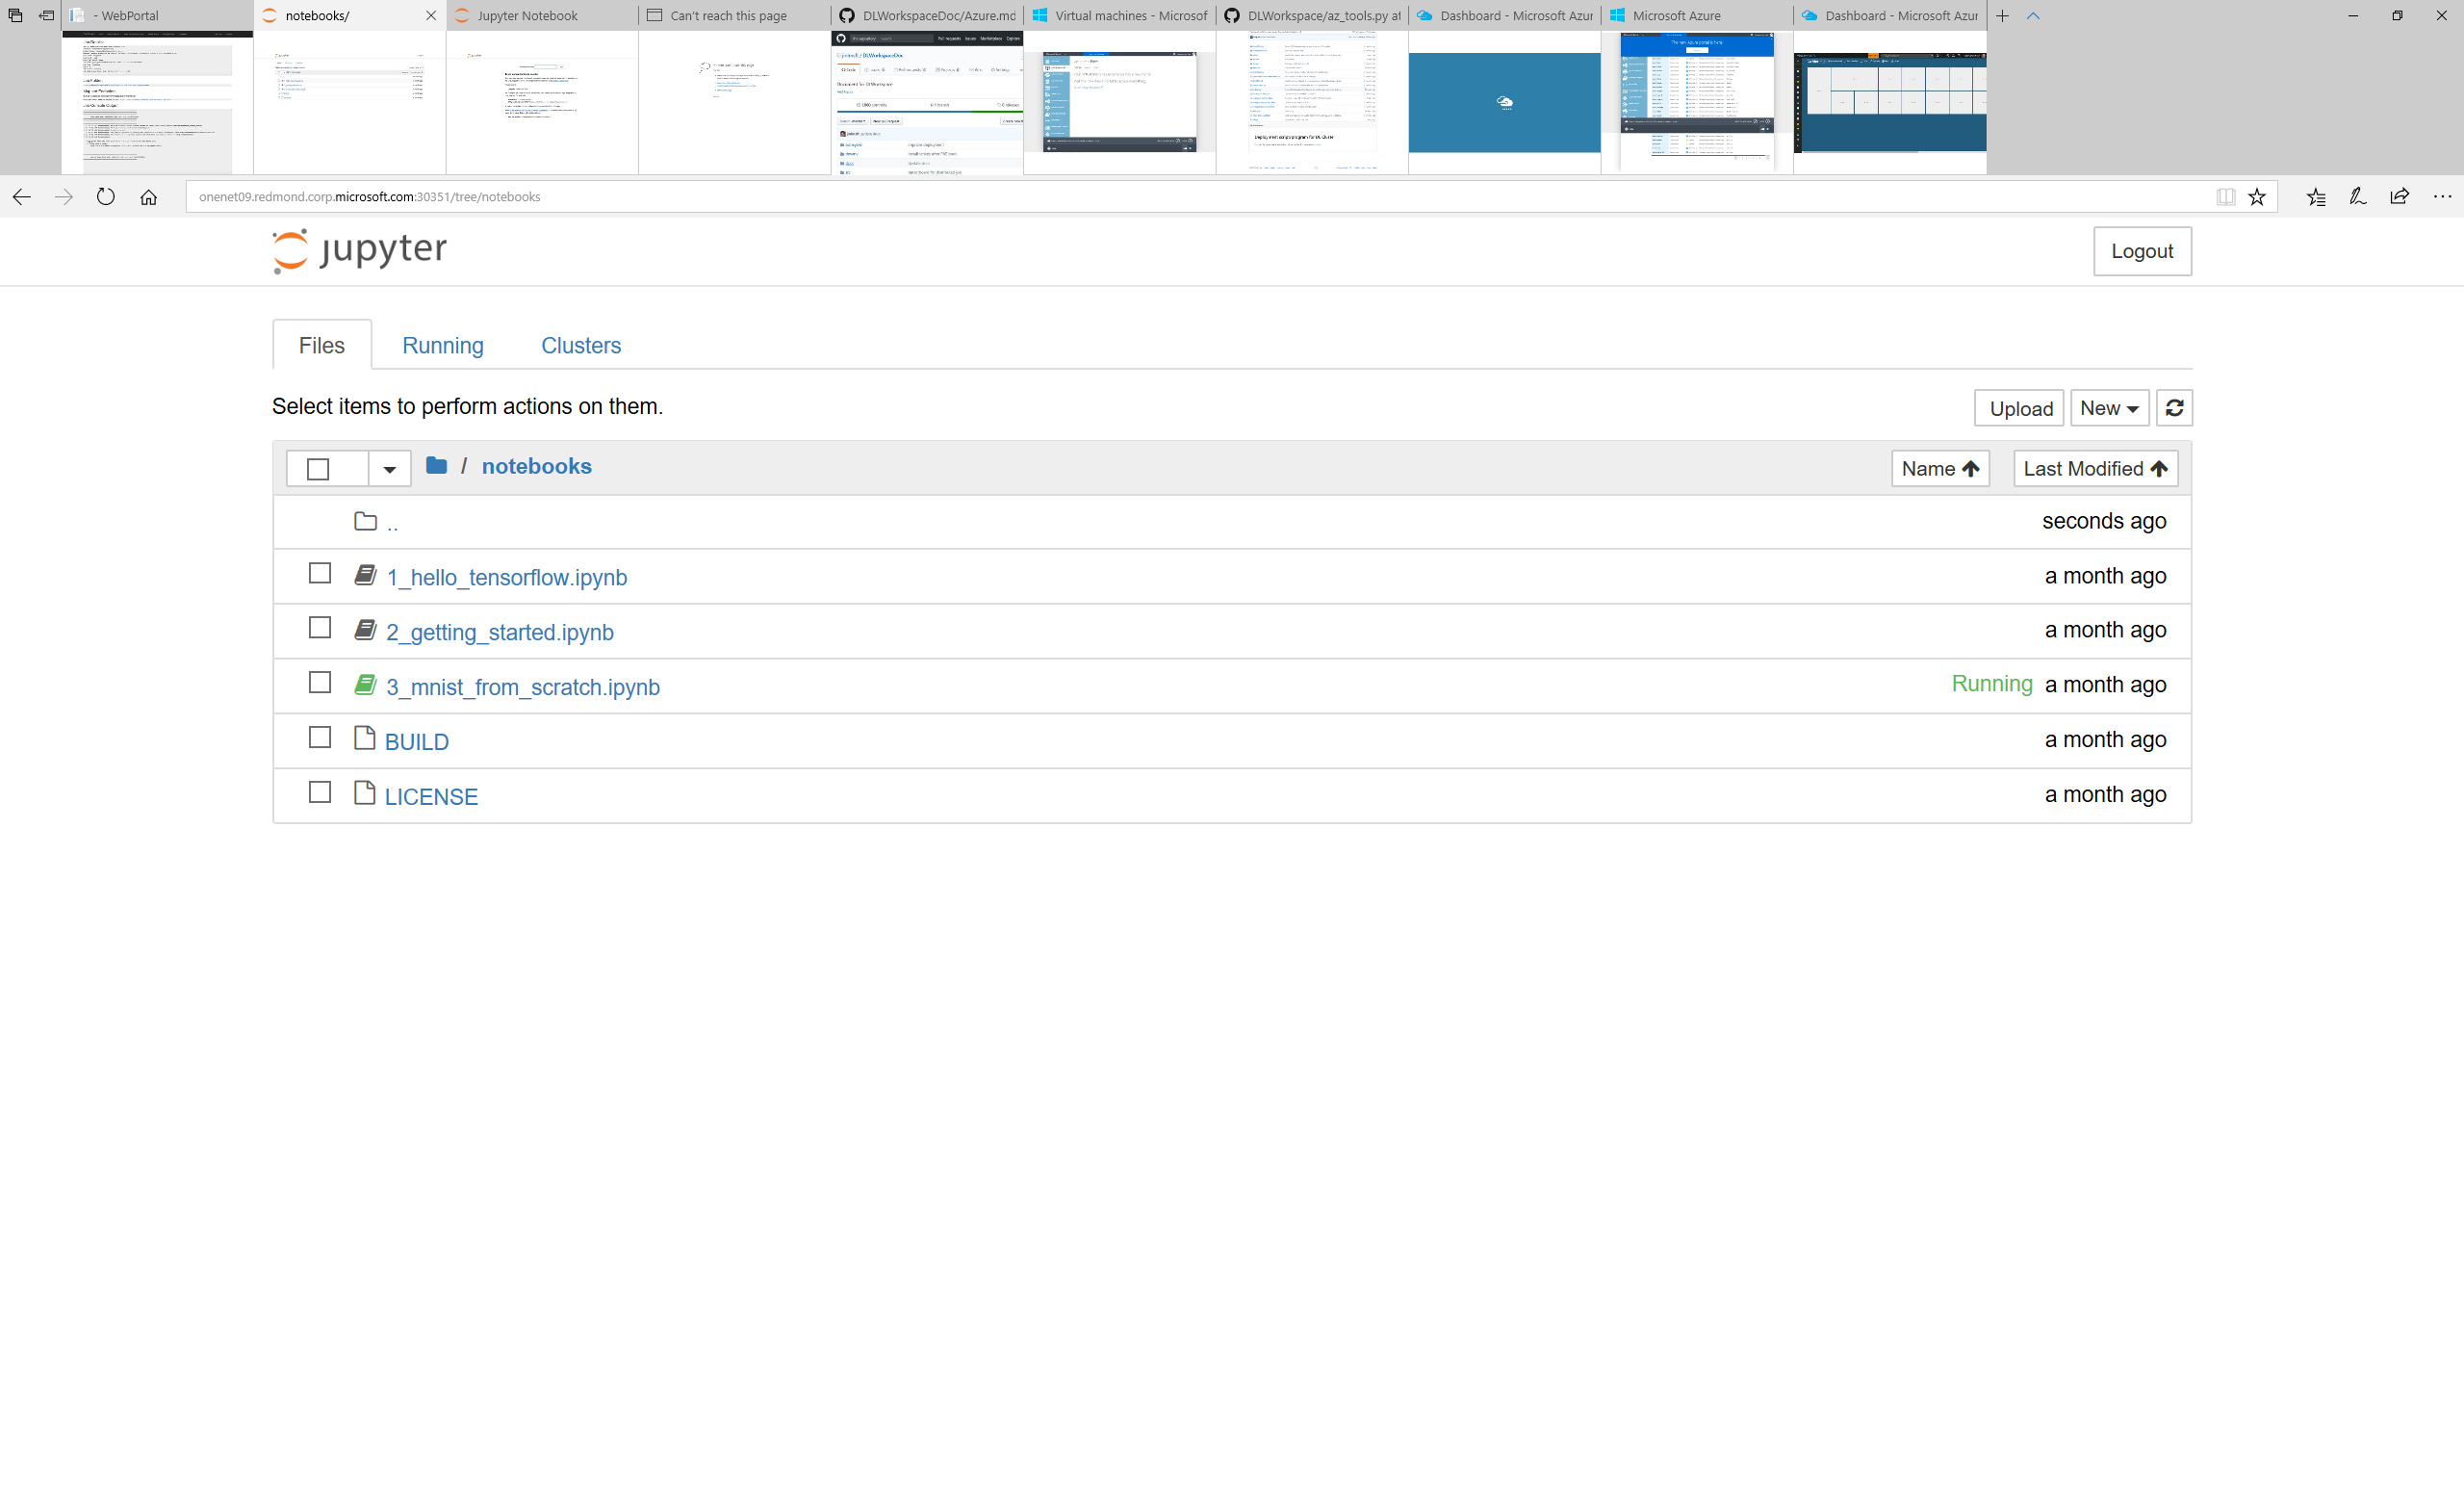 - WebPortal
notebooks/
Jupyter Notebook
Can't reach this page
DLWorkspaceDoc/Azure.md
Virtual machines - Microsof
DLWorkspace/az_tools.py at
Dashboard - Microsoft Azur
Microsoft Azure
Dashboard - Microsoft Azur
onenet09.redmond.corp.microsoft.com:30351/tree/notebooks
jupyter
Logout
Files Running Clusters
Select items to perform actions on them.
Upload New
/ notebooks
Name Last Modified
.. seconds ago
1_hello_tensorflow.ipynb a month ago
2_getting_started.ipynb a month ago
3_mnist_from_scratch.ipynb Running a month ago
BUILD a month ago
LICENSE a month ago